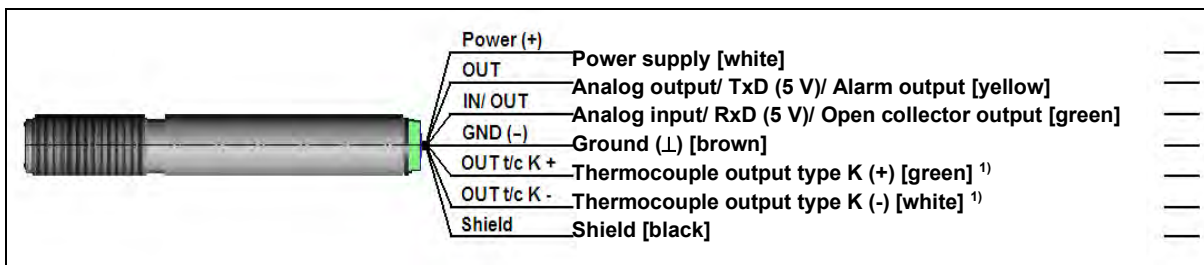 Power (+) Power supply [white]
OUT Analog output/ TxD (5 V)/ Alarm output [yellow]
IN/ OUT Analog input/ RxD (5 V)/ Open collector output [green]
GND (−) Ground (⊥) [brown]
OUT t/c K + Thermocouple output type K (+) [green] ¹⁾
OUT t/c K - Thermocouple output type K (-) [white] ¹⁾
Shield Shield [black]